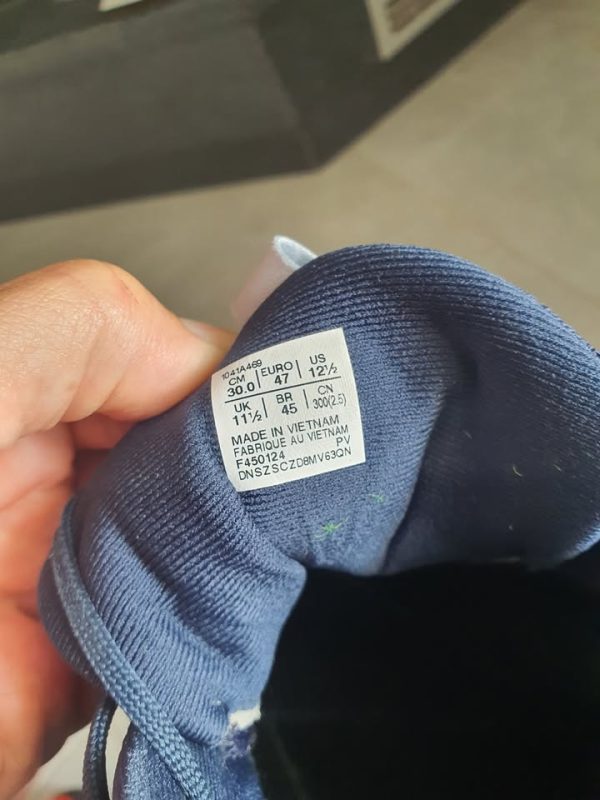 1041A469
CM EURO US
30.0 47 12½
UK BR CN
11½ 45 300(2.5)
MADE IN VIETNAM
FABRIQUE AU VIETNAM
F450124 PV
DNSZSCZD8MV63QN